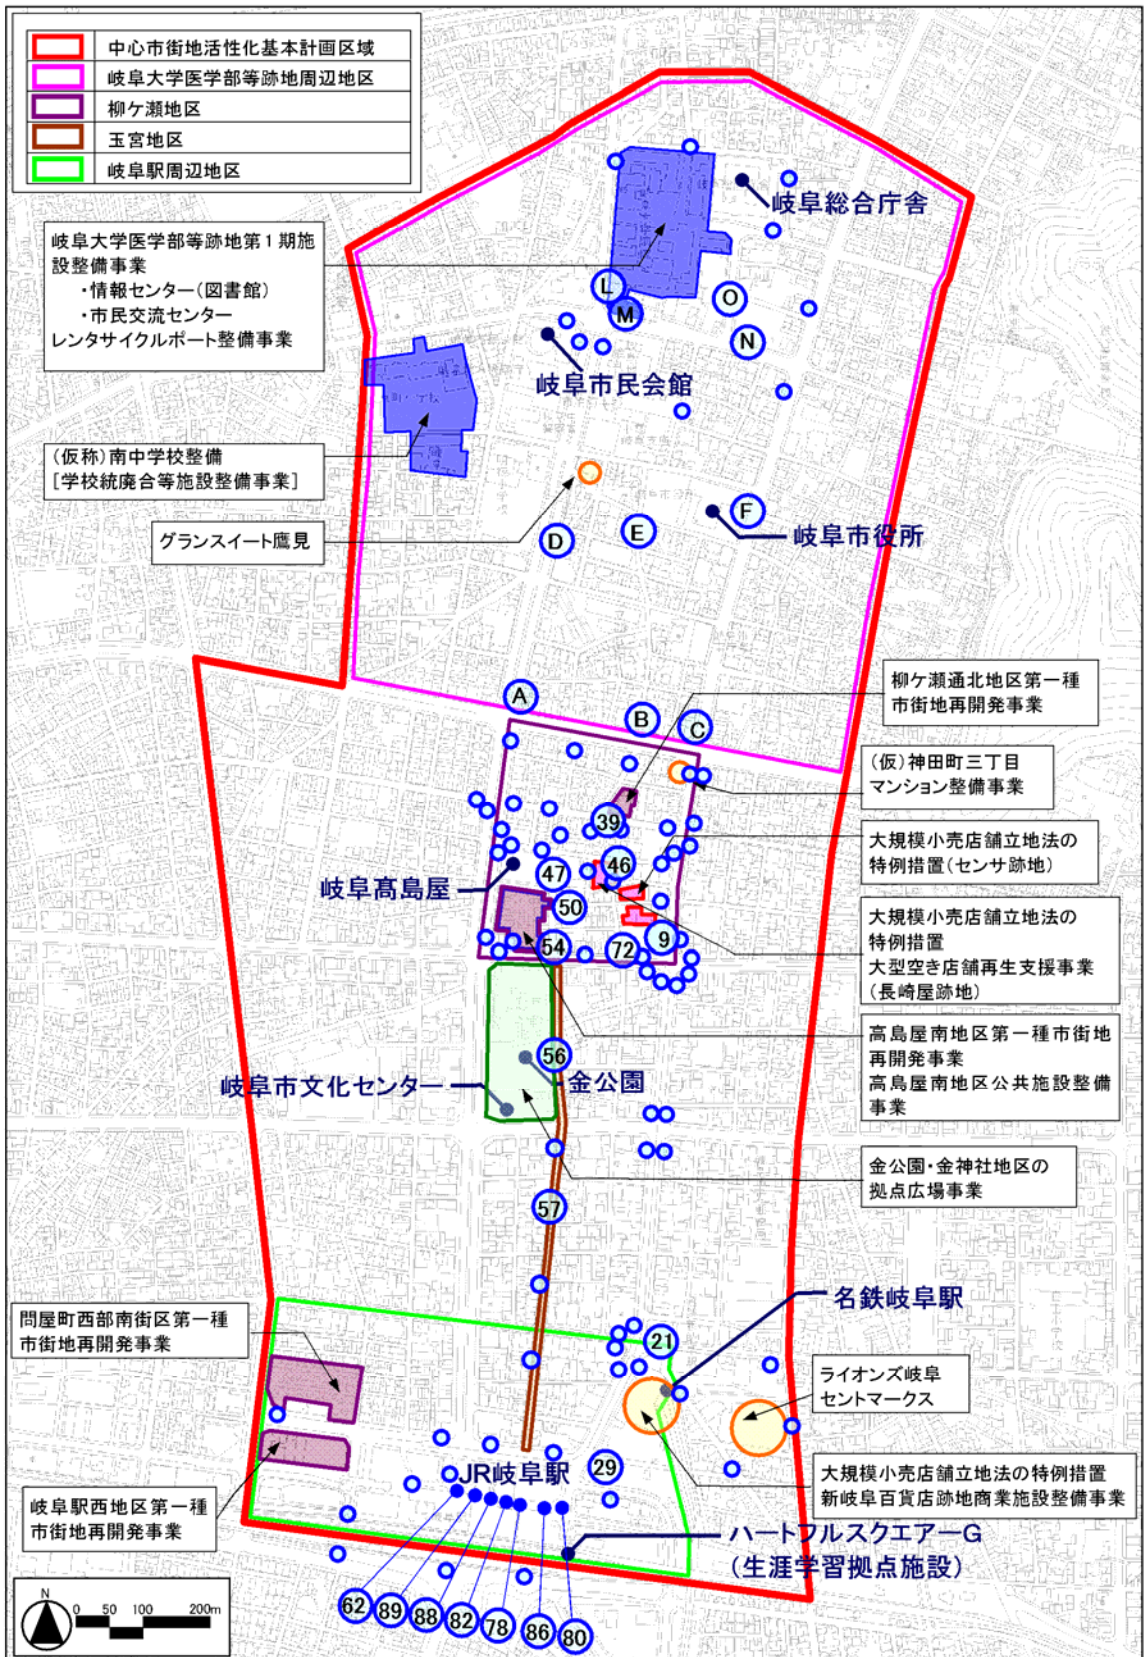 中心市街地活性化基本計画区域
岐阜大学医学部等跡地周辺地区
柳ケ瀬地区
玉宮地区
岐阜駅周辺地区
岐阜大学医学部等跡地第1期施
設整備事業
・情報センター(図書館)
・市民交流センター
レンタサイクルポート整備事業
岐阜総合庁舎
L
M
O
N
岐阜市民会館
(仮称)南中学校整備
[学校統廃合等施設整備事業]
グランスイート鷹見
D
E
F
岐阜市役所
A
B
C
柳ケ瀬通北地区第一種
市街地再開発事業
(仮)神田町三丁目
マンション整備事業
39
46
47
50
54
72
9
岐阜髙島屋
大規模小売店舗立地法の
特例措置(センサ跡地)
大規模小売店舗立地法の
特例措置
大型空き店舗再生支援事業
(長崎屋跡地)
高島屋南地区第一種市街地
再開発事業
高島屋南地区公共施設整備
事業
56
岐阜市文化センター
金公園
金公園・金神社地区の
拠点広場事業
57
名鉄岐阜駅
問屋町西部南街区第一種
市街地再開発事業
21
ライオンズ岐阜
セントマークス
29
JR岐阜駅
大規模小売店舗立地法の特例措置
新岐阜百貨店跡地商業施設整備事業
岐阜駅西地区第一種
市街地再開発事業
ハートフルスクエアーG
(生涯学習拠点施設)
62
89
88
82
78
86
80
N
0 50 100 200m